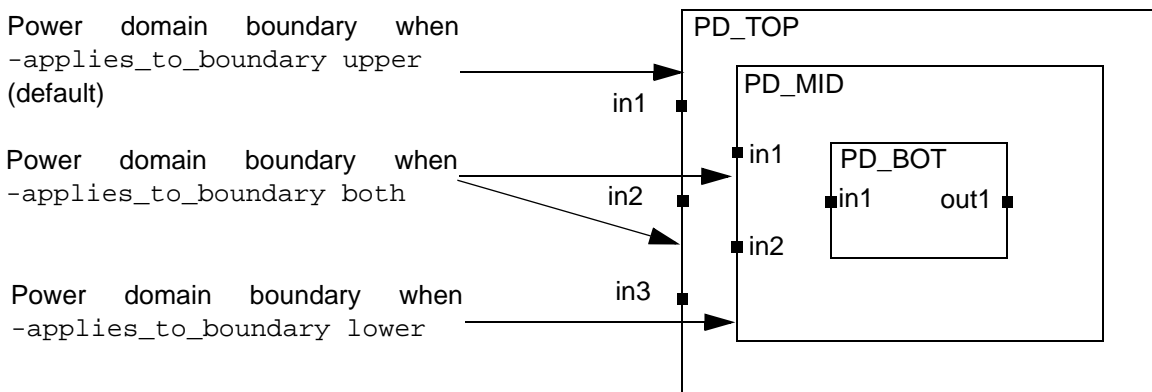 Power domain boundary when
-applies_to_boundary upper
(default)
Power domain boundary when
-applies_to_boundary both
Power domain boundary when
-applies_to_boundary lower
PD_TOP
in1
in2
in3
PD_MID
in1
in2
PD_BOT
in1 out1